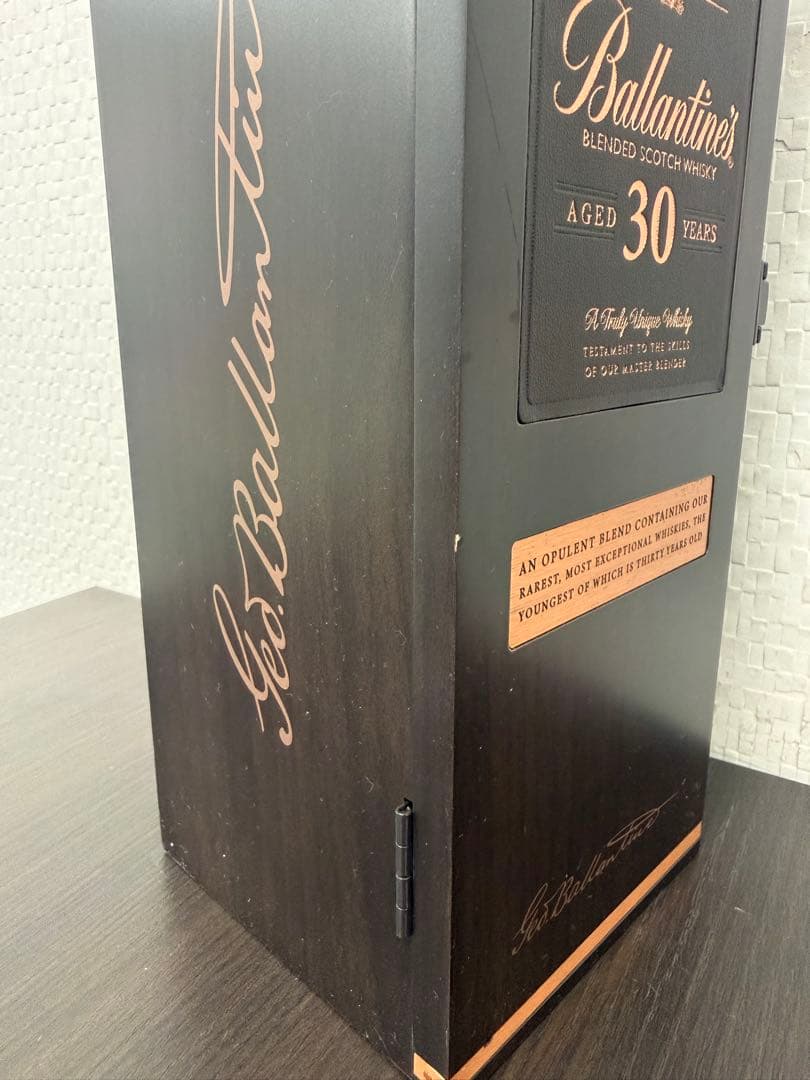 Geo. Ballantine
Ballantine's
BLENDED SCOTCH WHISKY
AGED 30 YEARS
A Truly Unique Whisky
TESTAMENT TO THE SKILLS
OF OUR MASTER BLENDER
AN OPULENT BLEND CONTAINING OUR
RAREST, MOST EXCEPTIONAL WHISKIES, THE
YOUNGEST OF WHICH IS THIRTY YEARS OLD
Geo. Ballantine